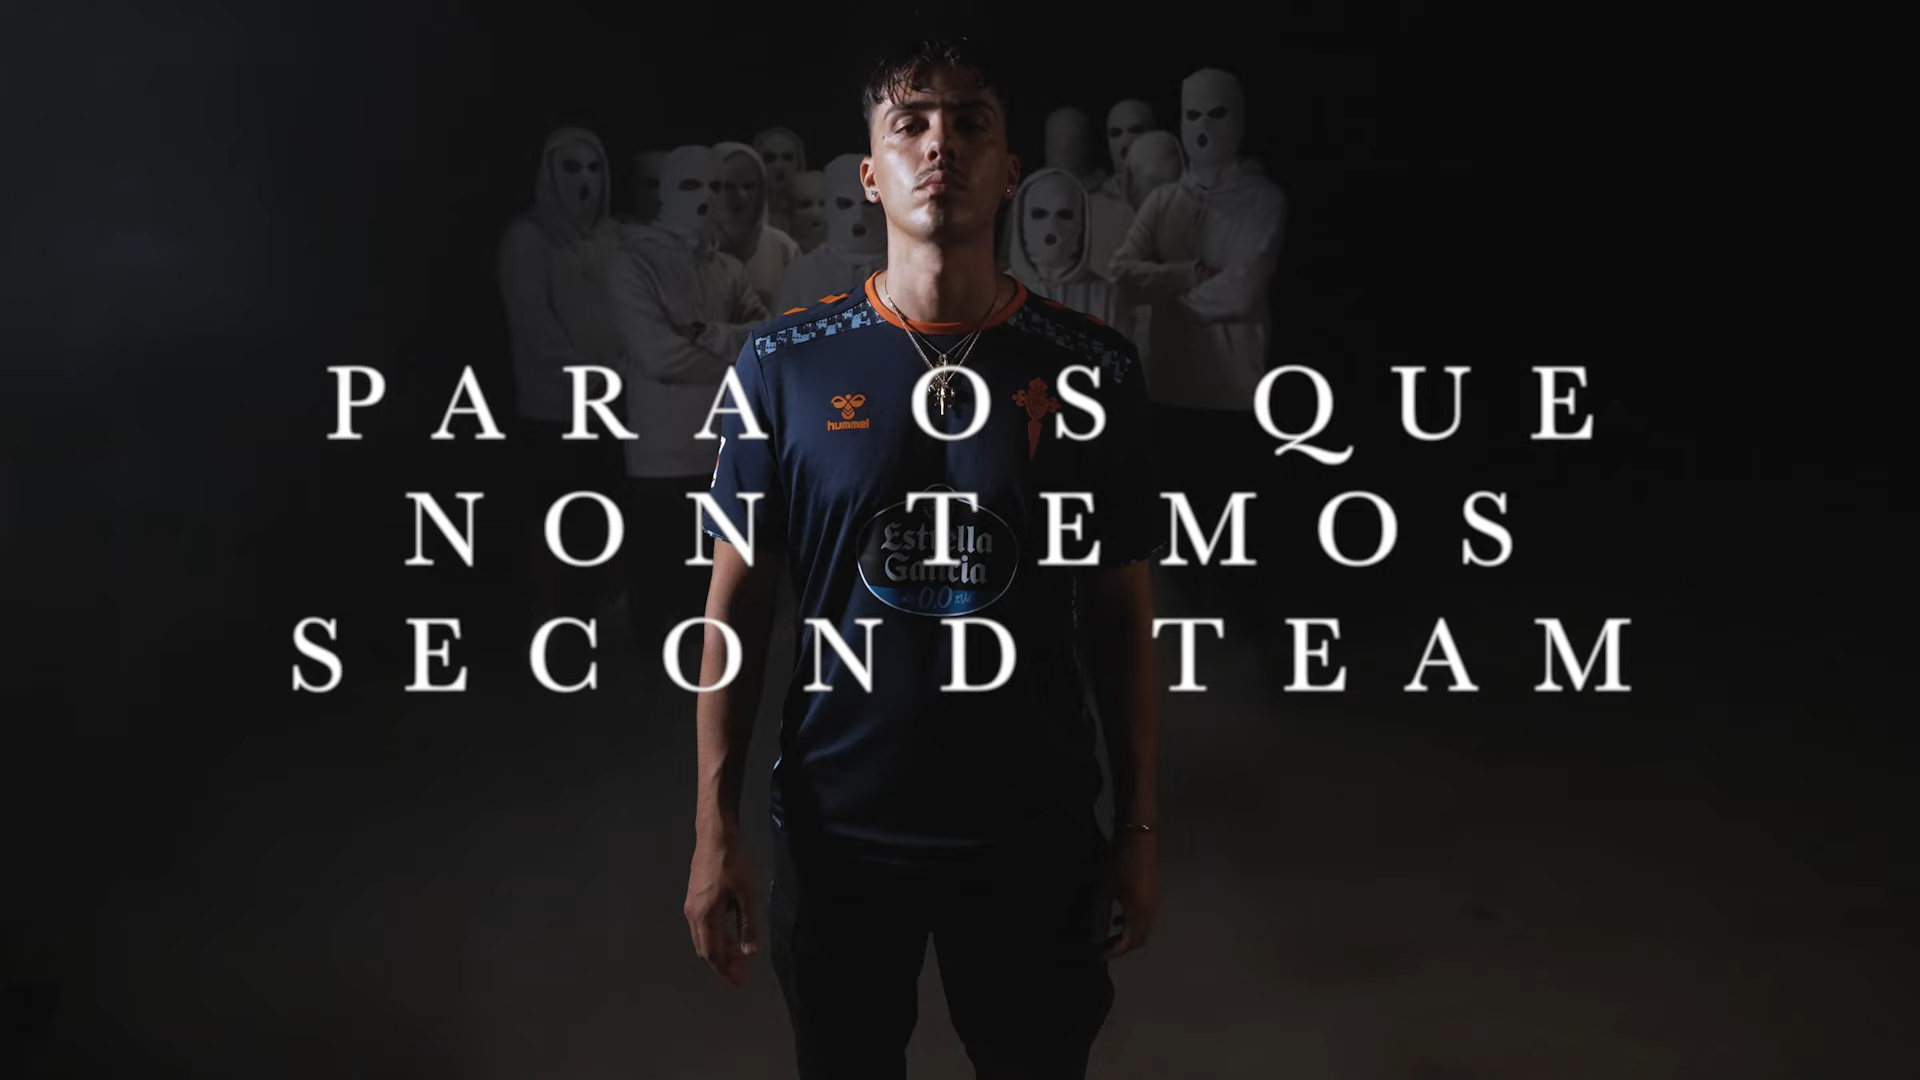 PARA OS QUE
hummel
NON TEMOS
Estrella
Galicia
0,0
SECOND TEAM